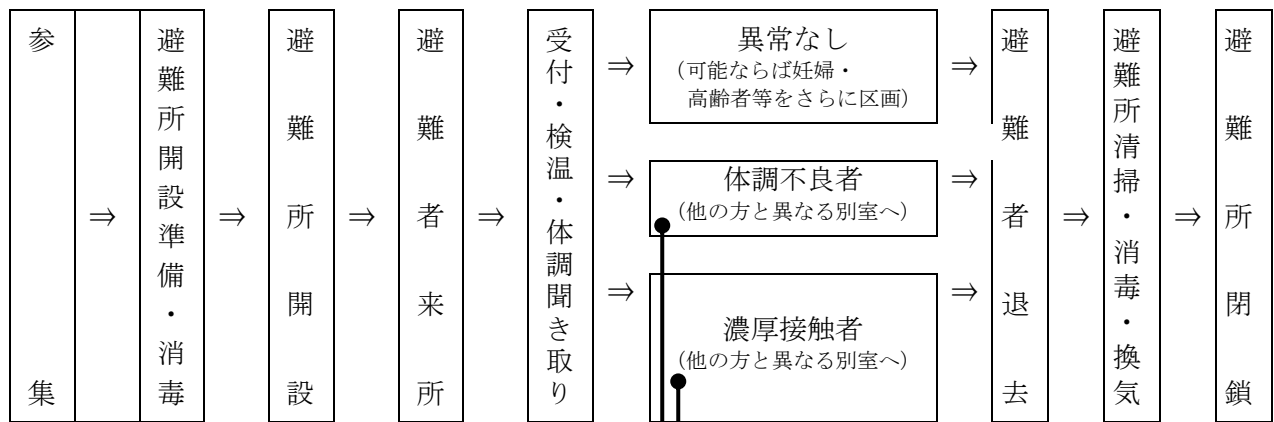 参集
⇒
避難所開設準備・消毒
⇒
避難所開設
⇒
避難者来所
⇒
受付・検温・体調聞き取り
⇒
異常なし
（可能ならば妊婦・
高齢者等をさらに区画）
⇒
⇒
体調不良者
（他の方と異なる別室へ）
⇒
⇒
濃厚接触者
（他の方と異なる別室へ）
⇒
避難者退去
⇒
避難所清掃・消毒・換気
⇒
避難所閉鎖